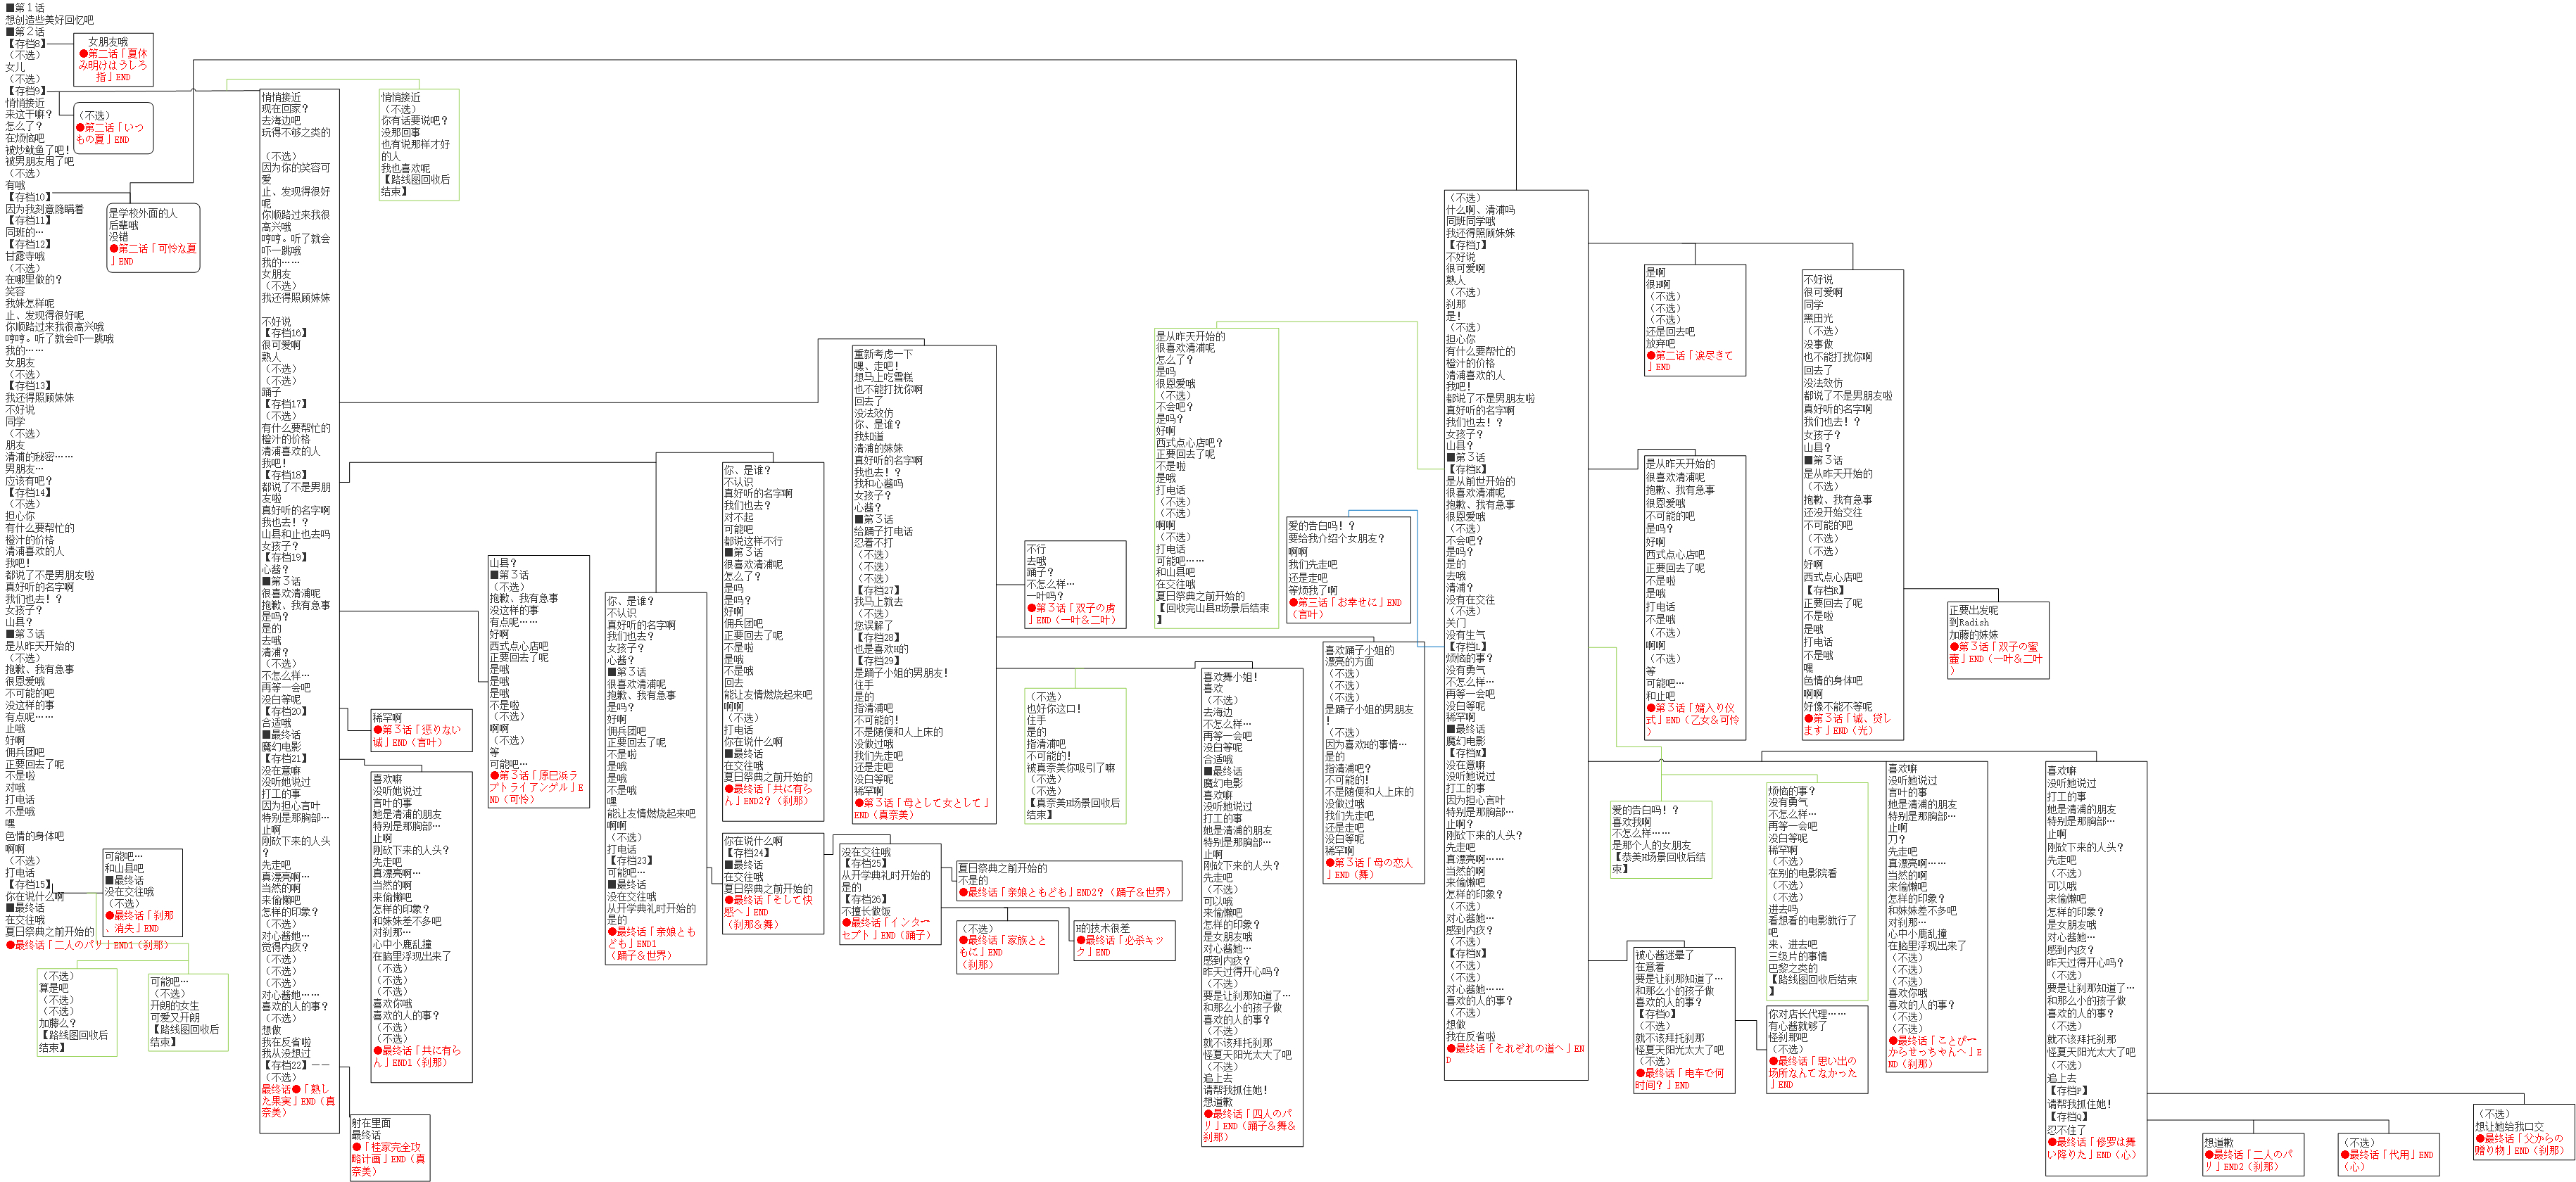 ■第１话
想创造些美好回忆吧
■第２话
【存档8】
（不选）
女儿
（不选）
【存档9】
悄悄接近
来这干嘛?
怎么了?
在烦恼吧
被炒鱿鱼了吧!
被男朋友甩了吧
（不选）
有哦
【存档10】
因为我刻意隐瞒着
【存档11】
同班的…
【存档12】
甘露寺哦
（不选）
在哪里做的?
笑容
我妹怎样呢
止、发现得很好呢
你顺路过来我很高兴哦
哼哼。听了就会吓一跳哦
我的……
女朋友
（不选）
【存档13】
我还得照顾妹妹
不好说
同学
（不选）
朋友
清浦的秘密……
男朋友…
应该有吧?
【存档14】
（不选）
担心你
有什么要帮忙的
橙汁的价格
清浦喜欢的人
我吧!
都说了不是男朋友啦
真好听的名字啊
我们也去!?
女孩子?
山县?
■第３话
是从昨天开始的
（不选）
抱歉、我有急事
很恩爱哦
不可能的吧
没这样的事
有点呢……
止哦
好啊
佣兵团吧
正要回去了呢
不是啦
对哦
打电话
不是哦
嘿
色情的身体吧
啊啊
（不选）
打电话
【存档15】
你在说什么啊
■最终话
在交往哦
夏日祭典之前开始的
●最终话「二人のパリ」END1（刹那）
女朋友哦
●第二话「夏休
み明けはうしろ
指」END
（不选）
●第二话「いつ
もの夏」END
是学校外面的人
后辈哦
没错
●第二话「可怜な夏
」END
可能吧…
和山县吧
■最终话
没在交往哦
（不选）
●最终话「刹那
、消失」END
（不选）
算是吧
（不选）
（不选）
加藤么?
【路线图回收后
结束】
可能吧…
（不选）
开朗的女生
可爱又开朗
【路线图回收后
结束】
悄悄接近
现在回家?
去海边吧
玩得不够之类的
（不选）
因为你的笑容可
爱
止、发现得很好
呢
你顺路过来我很
高兴哦
哼哼。听了就会
吓一跳哦
我的……
女朋友
（不选）
我还得照顾妹妹
不好说
【存档16】
很可爱啊
熟人
（不选）
（不选）
踊子
【存档17】
（不选）
有什么要帮忙的
橙汁的价格
清浦喜欢的人
我吧!
【存档18】
都说了不是男朋
友啦
真好听的名字啊
我也去!?
山县和止也去吗
女孩子?
【存档19】
心酱?
■第３话
很喜欢清浦呢
抱歉、我有急事
是吗?
是的
去哦
清浦?
（不选）
不怎么样…
再等一会吧
没白等呢
【存档20】
合适哦
■最终话
魔幻电影
【存档21】
没在意嘛
没听她说过
打工的事
因为担心言叶
特别是那胸部…
止啊
刚砍下来的人头
?
先走吧
真漂亮啊…
当然的啊
来偷懒吧
怎样的印象?
（不选）
对心酱她…
觉得内疚?
（不选）
（不选）
（不选）
对心酱她……
喜欢的人的事?
（不选）
想做
我在反省啦
我从没想过
【存档22】——
（不选）
最终话●「熟し
た果実」END（真
奈美）
射在里面
最终话
●「桂家完全攻
略计画」END（真
奈美）
悄悄接近
（不选）
你有话要说吧?
没那回事
也有说那样才好
的人
我也喜欢呢
【路线图回收后
结束】
稀罕啊
●第３话「惩りない
诚」END（言叶）
喜欢嘛
没听她说过
言叶的事
她是清浦的朋友
特别是那胸部…
止啊
刚砍下来的人头?
先走吧
真漂亮啊…
当然的啊
来偷懒吧
怎样的印象?
和妹妹差不多吧
对刹那…
心中小鹿乱撞
在脑里浮现出来了
（不选）
（不选）
（不选）
喜欢你哦
喜欢的人的事?
（不选）
（不选）
●最终话「共に有ら
ん」END1（刹那）
山县?
■第３话
（不选）
抱歉、我有急事
没这样的事
有点呢……
好啊
西式点心店吧
正要回去了呢
是哦
是哦
是哦
不是啦
（不选）
啊啊
（不选）
等
可能吧…
●第３话「原巳浜ラ
プトライアングル」E
ND（可怜）
你、是谁?
不认识
真好听的名字啊
我们也去?
女孩子?
心酱?
■第３话
很喜欢清浦呢
抱歉、我有急事
是吗?
好啊
佣兵团吧
正要回去了呢
不是啦
是哦
是哦
不是哦
嘿
能让友情燃烧起来吧
啊啊
（不选）
打电话
【存档23】
可能吧…
■最终话
没在交往哦
从开学典礼时开始的
是的
●最终话「亲娘とも
ども」END1
（踊子＆世界）
你、是谁?
不认识
真好听的名字啊
我们也去?
对不起
可能吧
都说这样不行
■第３话
很喜欢清浦呢
怎么了?
是吗
是吗?
好啊
佣兵团吧
正要回去了呢
不是啦
是哦
不是哦
回去
能让友情燃烧起来吧
啊啊
（不选）
打电话
你在说什么啊
■最终话
在交往哦
夏日祭典之前开始的
●最终话「共に有ら
ん」END2?（刹那）
你在说什么啊
【存档24】
■最终话
在交往哦
夏日祭典之前开始的
●最终话「そして快
感へ」END
（刹那＆舞）
重新考虑一下
嘿、走吧!
想马上吃雪糕
也不能打扰你啊
回去了
没法效仿
你、是谁?
我知道
清浦的妹妹
真好听的名字啊
我也去!?
我和心酱吗
女孩子?
心酱?
■第３话
给踊子打电话
忍着不打
（不选）
（不选）
（不选）
【存档27】
我马上就去
（不选）
您误解了
【存档28】
也是喜欢H的
【存档29】
是踊子小姐的男朋友!
住手
是的
指清浦吧
不可能的!
不是随便和人上床的
没做过哦
我们先走吧
还是走吧
没白等呢
稀罕啊
●第３话「母として女として」
END（真奈美）
没在交往哦
【存档25】
从开学典礼时开始的
是的
【存档26】
不擅长做饭
●最终话「インター
セプト」END（踊子）
夏日祭典之前开始的
不是的
●最终话「亲娘ともども」END2?（踊子＆世界）
（不选）
●最终话「家族とと
もに」END
（刹那）
H的技术很差
●最终话「必杀キッ
ク」END
不行
去哦
踊子?
不怎么样…
一叶吗?
●第３话「双子の虏
」END（一叶＆二叶）
（不选）
也好你这口!
住手
是的
指清浦吧
不可能的!
被真奈美你吸引了嘛
（不选）
（不选）
【真奈美H场景回收后
结束】
是从昨天开始的
很喜欢清浦呢
怎么了?
是吗
很恩爱哦
（不选）
不会吧?
是吗?
好啊
西式点心店吧?
正要回去了呢
不是啦
是哦
打电话
（不选）
（不选）
啊啊
（不选）
打电话
可能吧……
和山县吧
在交往哦
夏日祭典之前开始的
【回收完山县H场景后结束
】
喜欢舞小姐!
喜欢
（不选）
去海边
不怎么样…
再等一会吧
没白等呢
合适哦
■最终话
魔幻电影
喜欢嘛
没听她说过
打工的事
她是清浦的朋友
特别是那胸部…
止啊
刚砍下来的人头?
先走吧
（不选）
可以哦
来偷懒吧
怎样的印象?
是女朋友哦
对心酱她…
感到内疚?
昨天过得开心吗?
（不选）
要是让刹那知道了…
和那么小的孩子做
喜欢的人的事?
（不选）
就不该拜托刹那
怪夏天阳光太大了吧
（不选）
追上去
请帮我抓住她!
想道歉
●最终话「四人のパ
リ」END（踊子＆舞＆
刹那）
爱的告白吗!?
要给我介绍个女朋友?
啊啊
我们先走吧
还是走吧
等烦我了啊
●第三话「お幸せに」END
（言叶）
喜欢踊子小姐的
漂亮的方面
（不选）
（不选）
（不选）
是踊子小姐的男朋友
!
（不选）
因为喜欢H的事情…
是的
指清浦吧?
不可能的!
不是随便和人上床的
没做过哦
我们先走吧
还是走吧
没白等呢
稀罕啊
●第３话「母の恋人
」END（舞）
（不选）
什么啊、清浦吗
同班同学哦
我还得照顾妹妹
【存档J】
不好说
很可爱啊
熟人
（不选）
刹那
是!
（不选）
担心你
有什么要帮忙的
橙汁的价格
清浦喜欢的人
我吧!
都说了不是男朋友啦
真好听的名字啊
我们也去!?
女孩子?
山县?
■第３话
【存档K】
是从前世开始的
很喜欢清浦呢
抱歉、我有急事
很恩爱哦
（不选）
不会吧?
是吗?
是的
去哦
清浦?
没有在交往
（不选）
关门
没有生气
【存档L】
烦恼的事?
没有勇气
不怎么样…
再等一会吧
没白等呢
稀罕啊
■最终话
魔幻电影
【存档M】
没在意嘛
没听她说过
打工的事
因为担心言叶
特别是那胸部…
止啊?
刚砍下来的人头?
先走吧
真漂亮啊……
当然的啊
来偷懒吧
怎样的印象?
（不选）
对心酱她…
感到内疚?
（不选）
【存档N】
（不选）
（不选）
对心酱她……
喜欢的人的事?
（不选）
想做
我在反省啦
●最终话「それぞれの道へ」EN
D
是啊
很H啊
（不选）
（不选）
（不选）
还是回去吧
放弃吧
●第二话「涙尽きて
」END
是从昨天开始的
很喜欢清浦呢
抱歉、我有急事
很恩爱哦
不可能的吧
是吗?
好啊
西式点心店吧
正要回去了呢
不是啦
是哦
打电话
不是哦
（不选）
啊啊
（不选）
等
可能吧…
和止吧
●第３话「婿入り仪
式」END（乙女＆可怜
）
爱的告白吗!?
喜欢我啊
不怎么样……
是那个人的女朋友
【恭美H场景回收后结
束】
被心酱迷晕了
在意着
要是让刹那知道了…
和那么小的孩子做
喜欢的人的事?
【存档O】
（不选）
就不该拜托刹那
怪夏天阳光太大了吧
（不选）
●最终话「电车で何
时间?」END
不好说
很可爱啊
同学
黑田光
（不选）
没事做
也不能打扰你啊
回去了
没法效仿
都说了不是男朋友啦
真好听的名字啊
我们也去!?
女孩子?
山县?
■第３话
是从昨天开始的
（不选）
抱歉、我有急事
还没开始交往
不可能的吧
（不选）
（不选）
好啊
西式点心店吧
【存档R】
正要回去了呢
不是啦
是哦
打电话
不是哦
嘿
色情的身体吧
啊啊
好像不能不等呢
●第３话「诚、贷し
ます」END（光）
正要出发呢
到Radish
加藤的妹妹
●第３话「双子の蜜
壶」END（一叶＆二叶
）
烦恼的事?
没有勇气
不怎么样…
再等一会吧
没白等呢
稀罕啊
（不选）
在别的电影院看
（不选）
（不选）
进去吗
看想看的电影就行了
吧
来、进去吧
三级片的事情
巴黎之类的
【路线图回收后结束
】
你对店长代理……
有心酱就够了
怪刹那吧
（不选）
●最终话「思い出の
场所なんてなかった
」END
喜欢嘛
没听她说过
言叶的事
她是清浦的朋友
特别是那胸部…
止啊
刀?
先走吧
真漂亮啊……
当然的啊
来偷懒吧
怎样的印象?
和妹妹差不多吧
对刹那…
心中小鹿乱撞
在脑里浮现出来了
（不选）
（不选）
（不选）
喜欢你哦
喜欢的人的事?
（不选）
（不选）
●最终话「ことぴー
からせっちゃんへ」E
ND（刹那）
喜欢嘛
没听她说过
打工的事
她是清浦的朋友
特别是那胸部…
止啊
刚砍下来的人头?
先走吧
（不选）
可以哦
来偷懒吧
怎样的印象?
是女朋友哦
对心酱她…
感到内疚?
昨天过得开心吗?
（不选）
要是让刹那知道了…
和那么小的孩子做
喜欢的人的事?
（不选）
就不该拜托刹那
怪夏天阳光太大了吧
（不选）
追上去
【存档P】
请帮我抓住她!
【存档Q】
忍不住了
●最终话「修罗は舞
い降りた」END（心）
想道歉
●最终话「二人のパ
リ」END2（刹那）
（不选）
●最终话「代用」END
（心）
（不选）
想让她给我口交
●最终话「父からの
赠り物」END（刹那）